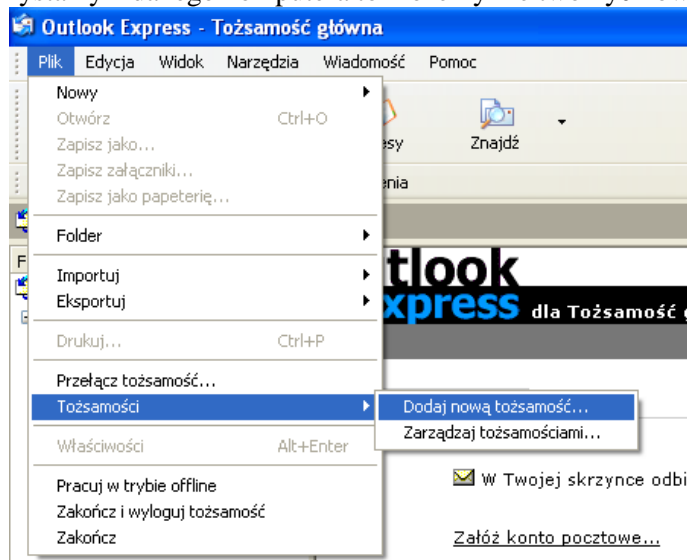 Outlook Express - Tożsamość główna
Plik Edycja Widok Narzędzia Wiadomość Pomoc
Nowy
Otwórz Ctrl+O
Zapisz jako...
Znajdź
Zapisz załączniki...
Zapisz jako papeterię...
Folder
Importuj
Eksportuj
dla Tożsamość
Drukuj... Ctrl+P
Przełącz tożsamość...
Tożsamości
Dodaj nową tożsamość...
Zarządzaj tożsamościami...
Właściwości Alt+Enter
Pracuj w trybie offline
W Twojej skrzynce odbi
Zakończ i wyloguj tożsamość
Zakończ
Załóż konto pocztowe...